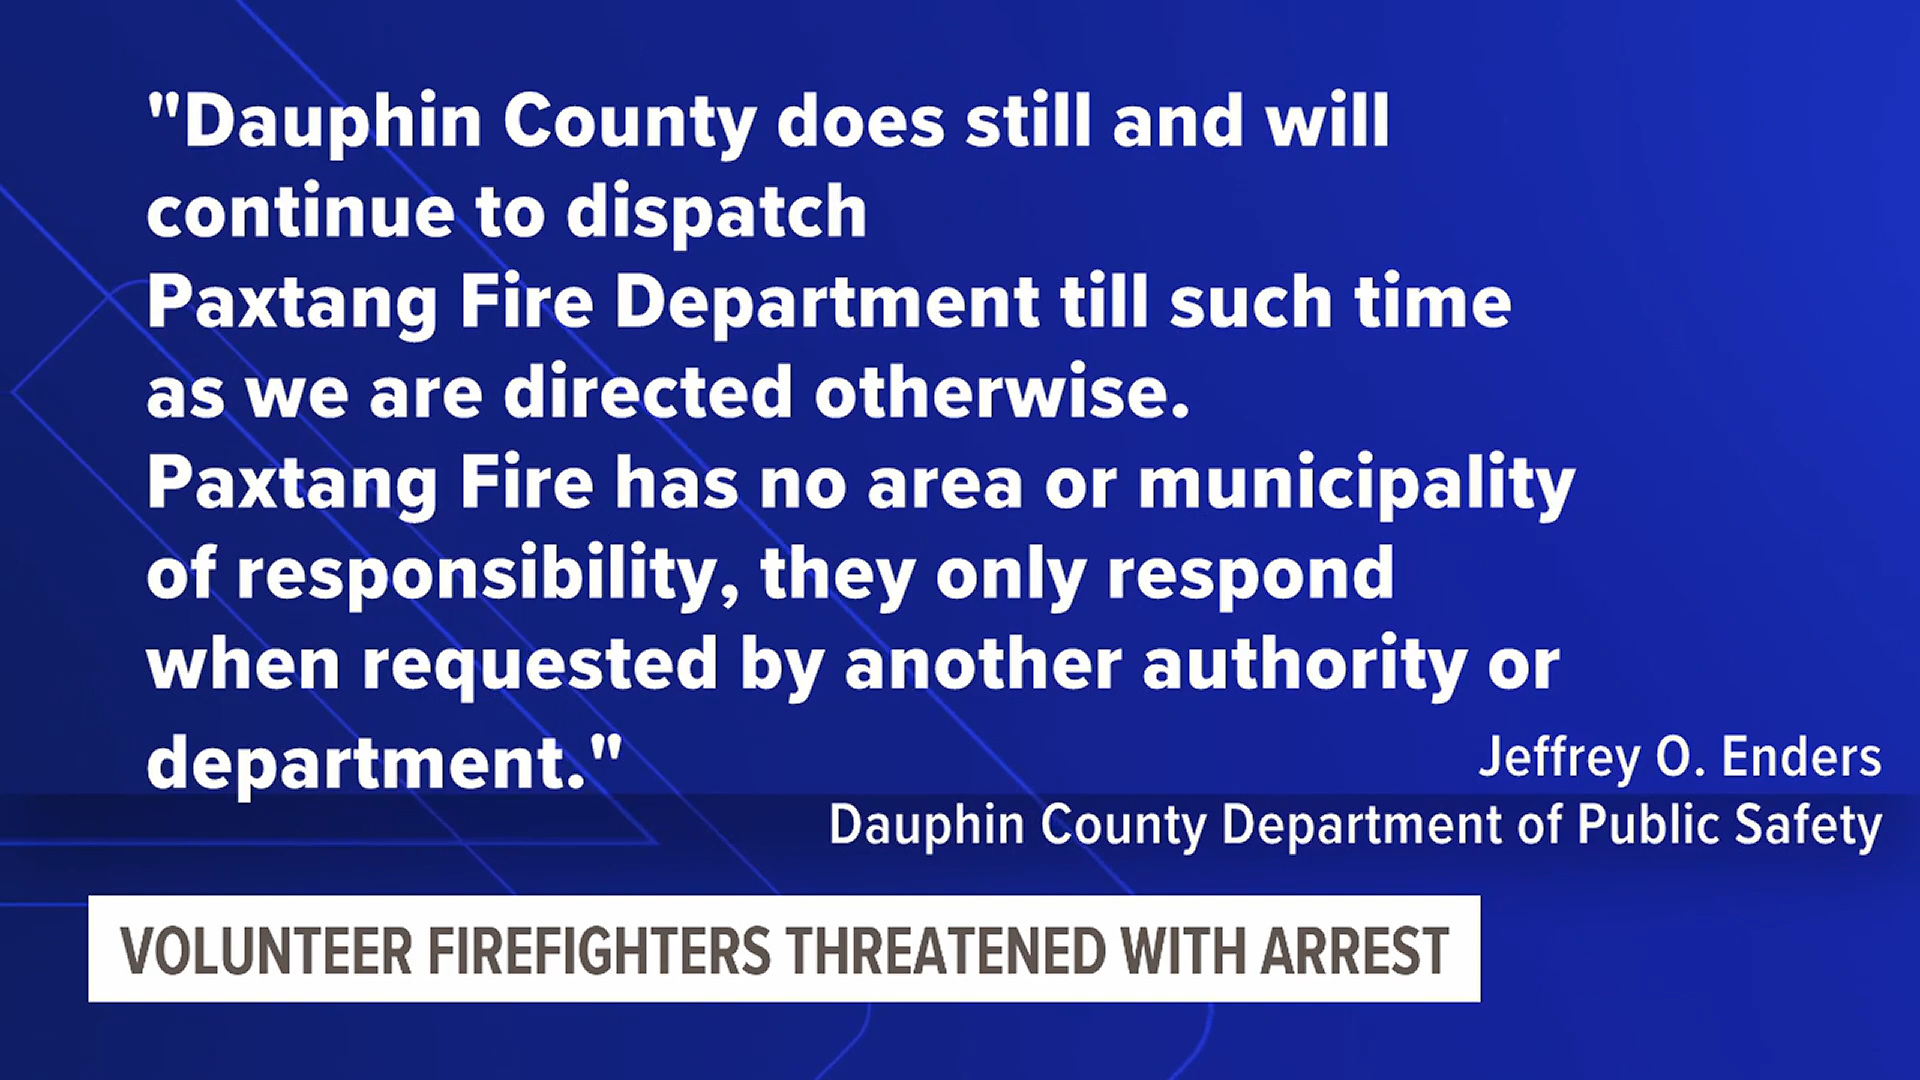 "Dauphin County does still and will
continue to dispatch
Paxtang Fire Department till such time
as we are directed otherwise.
Paxtang Fire has no area or municipality
of responsibility, they only respond
when requested by another authority or
department."
Jeffrey O. Enders
Dauphin County Department of Public Safety
VOLUNTEER FIREFIGHTERS THREATENED WITH ARREST